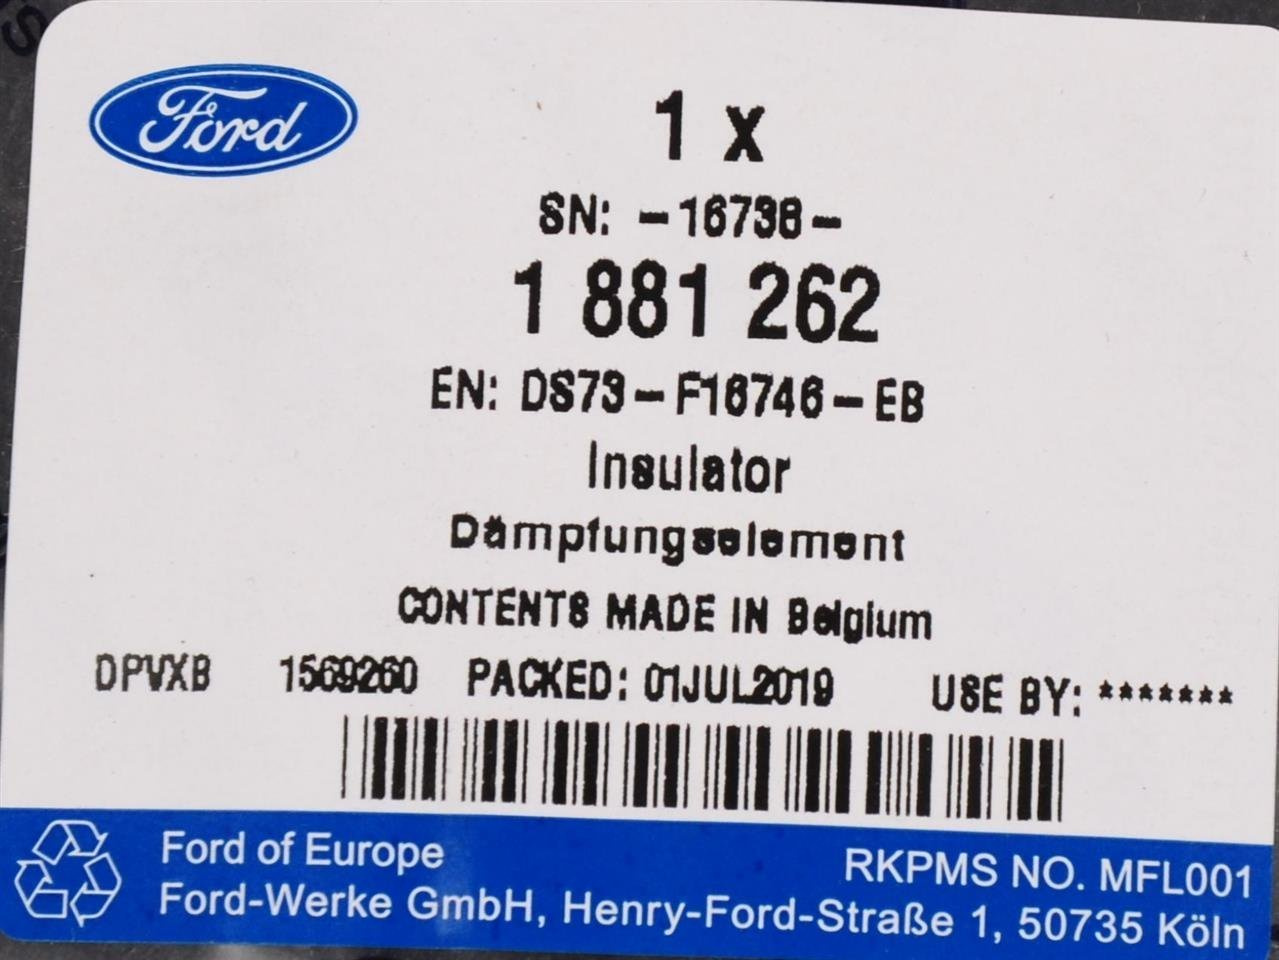 Ford
1 x
SN: -16738-
1 881 262
EN: DS73-F16746-EB
Insulator
Dämpfungselement
CONTENTS MADE IN Belgium
DPVXB 1569260 PACKED: 01JUL2019 USE BY: *******
Ford of Europe
RKPMS NO. MFL001
Ford-Werke GmbH, Henry-Ford-Straße 1, 50735 Köln